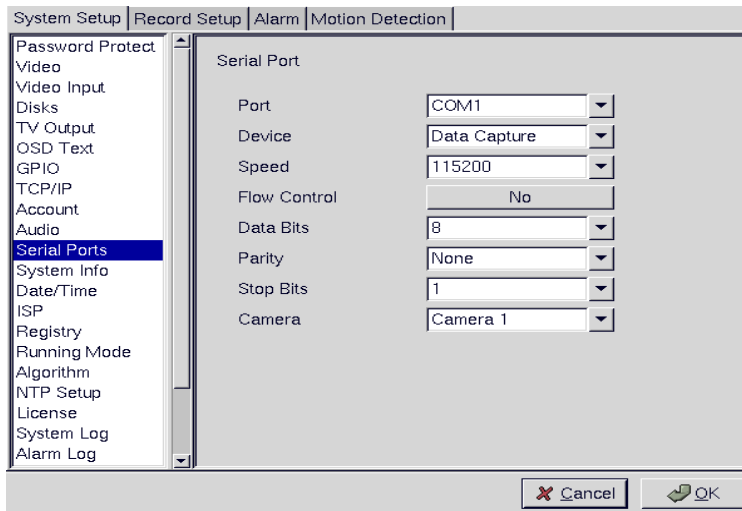 System Setup Record Setup Alarm Motion Detection
Password Protect
Video
Video Input
Disks
TV Output
OSD Text
GPIO
TCP/IP
Account
Audio
Serial Ports
System Info
Date/Time
ISP
Registry
Running Mode
Algorithm
NTP Setup
License
System Log
Alarm Log
Serial Port
Port COM1
Device Data Capture
Speed 115200
Flow Control No
Data Bits 8
Parity None
Stop Bits 1
Camera Camera 1
Cancel OK